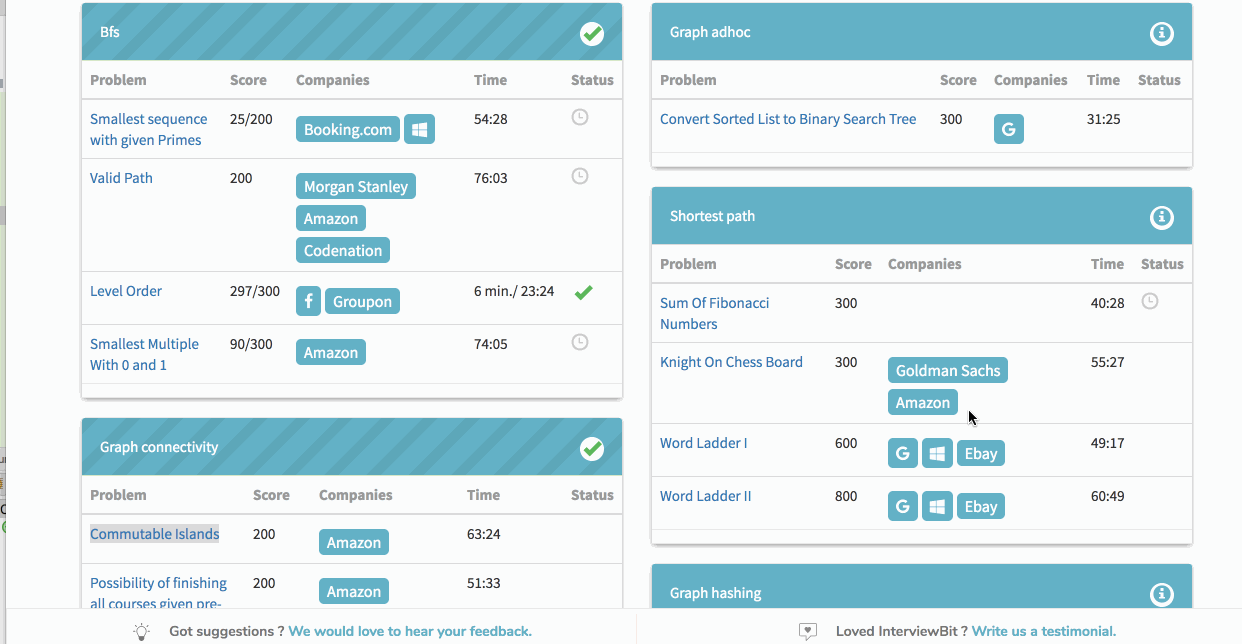 Bfs
Problem Score Companies Time Status
Smallest sequence 25/200 Booking.com 54:28
with given Primes
Valid Path 200 Morgan Stanley 76:03
Amazon
Codenation
Level Order 297/300 f Groupon 6 min./ 23:24
Smallest Multiple 90/300 Amazon 74:05
With 0 and 1
Graph connectivity
Problem Score Companies Time Status
Commutable Islands 200 Amazon 63:24
Possibility of finishing 200 Amazon 51:33
all courses given pre-
Graph adhoc
Problem Score Companies Time Status
Convert Sorted List to Binary Search Tree 300 G 31:25
Shortest path
Problem Score Companies Time Status
Sum Of Fibonacci 300 40:28
Numbers
Knight On Chess Board 300 Goldman Sachs 55:27
Amazon
Word Ladder I 600 G Ebay 49:17
Word Ladder II 800 G Ebay 60:49
Graph hashing
Got suggestions ? We would love to hear your feedback.
Loved InterviewBit ? Write us a testimonial.